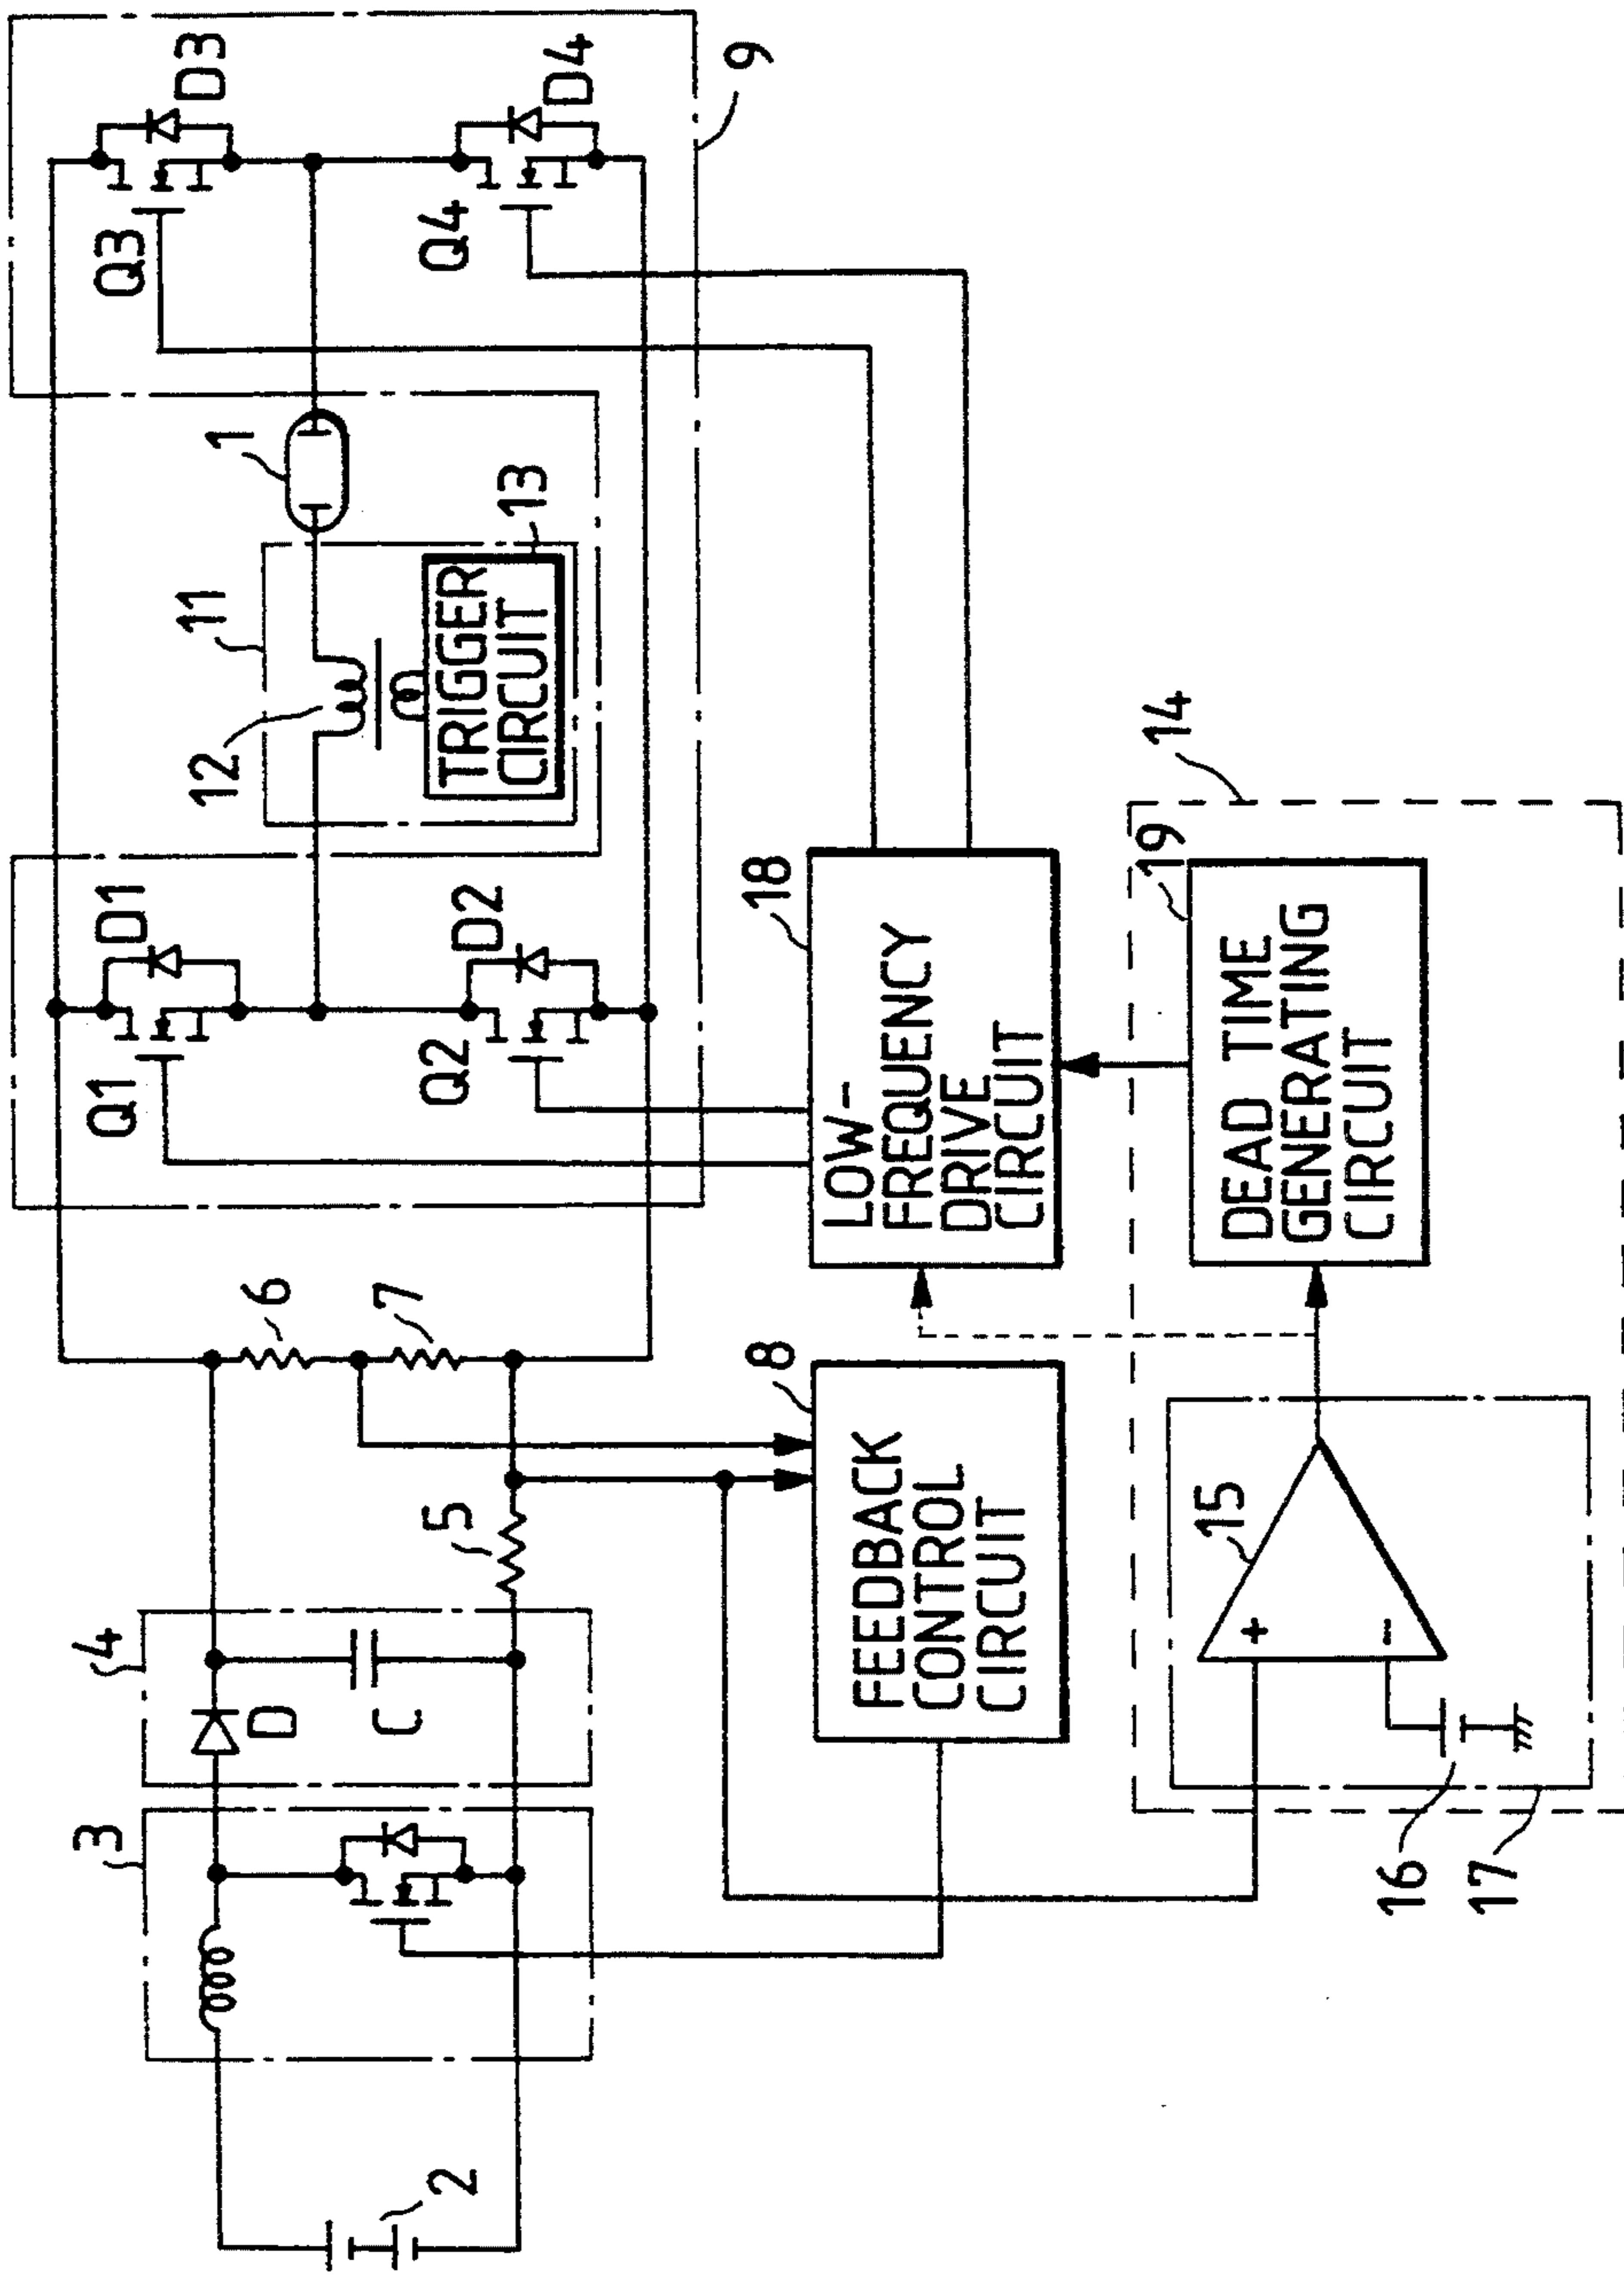 3
4
D
C
2
5
6
7
8
FEEDBACK
CONTROL
CIRCUIT
Q1
D1
Q2
D2
12
11
1
13
TRIGGER
CIRCUIT
Q3
D3
Q4
D4
9
18
LOW-
FREQUENCY
DRIVE
CIRCUIT
14
19
DEAD TIME
GENERATING
CIRCUIT
15
+
-
16
17